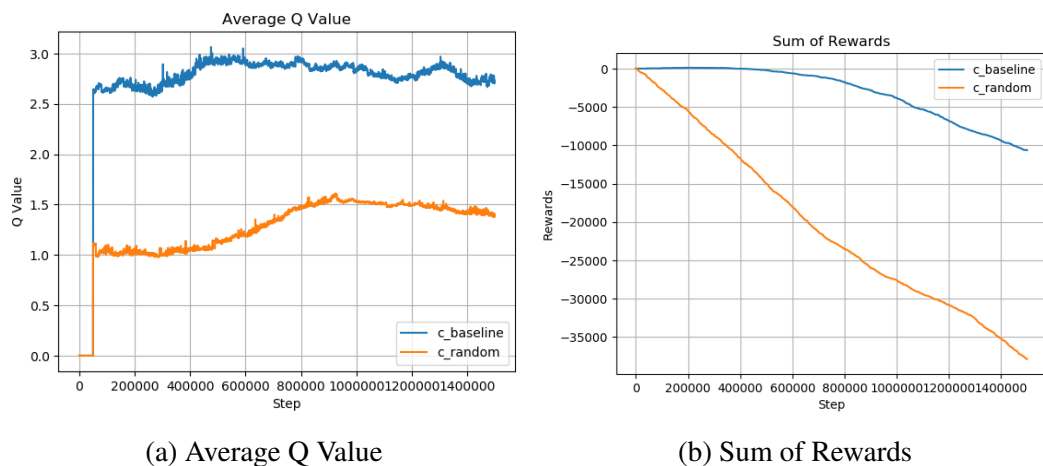 Average Q Value
3.0
2.5
2.0
1.5
1.0
0.5
0.0
Q Value
c_baseline
c_random
0 200000 400000 600000 800000 1000000 1200000 1400000
Step
(a) Average Q Value
Sum of Rewards
0
−5000
−10000
−15000
−20000
−25000
−30000
−35000
Rewards
c_baseline
c_random
0 200000 400000 600000 800000 1000000 1200000 1400000
Step
(b) Sum of Rewards